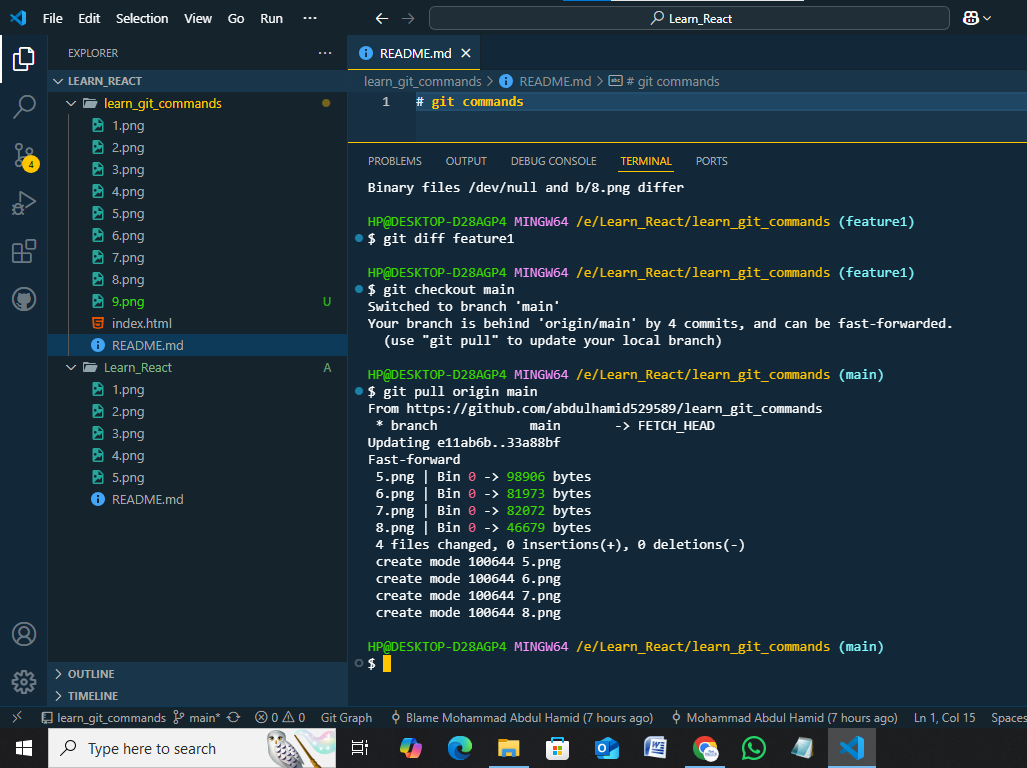 File Edit Selection View Go Run ···
Learn_React
EXPLORER ···
LEARN_REACT
learn_git_commands
1.png
2.png
3.png
4.png
5.png
6.png
7.png
8.png
9.png U
index.html
README.md
Learn_React A
1.png
2.png
3.png
4.png
5.png
README.md
OUTLINE
TIMELINE
4
README.md
learn_git_commands > README.md > # git commands
1 # git commands
PROBLEMS OUTPUT DEBUG CONSOLE TERMINAL PORTS
Binary files /dev/null and b/8.png differ
HP@DESKTOP-D28AGP4 MINGW64 /e/Learn_React/learn_git_commands (feature1)
$ git diff feature1
HP@DESKTOP-D28AGP4 MINGW64 /e/Learn_React/learn_git_commands (feature1)
$ git checkout main
Switched to branch 'main'
Your branch is behind 'origin/main' by 4 commits, and can be fast-forwarded.
(use "git pull" to update your local branch)
HP@DESKTOP-D28AGP4 MINGW64 /e/Learn_React/learn_git_commands (main)
$ git pull origin main
From https://github.com/abdulhamid529589/learn_git_commands
* branch main -> FETCH_HEAD
Updating e11ab6b..33a88bf
Fast-forward
5.png | Bin 0 -> 98906 bytes
6.png | Bin 0 -> 81973 bytes
7.png | Bin 0 -> 82072 bytes
8.png | Bin 0 -> 46679 bytes
4 files changed, 0 insertions(+), 0 deletions(-)
create mode 100644 5.png
create mode 100644 6.png
create mode 100644 7.png
create mode 100644 8.png
HP@DESKTOP-D28AGP4 MINGW64 /e/Learn_React/learn_git_commands (main)
$
learn_git_commands main* 0 0 Git Graph Blame Mohammad Abdul Hamid (7 hours ago) Mohammad Abdul Hamid (7 hours ago) Ln 1, Col 15 Spaces
Type here to search